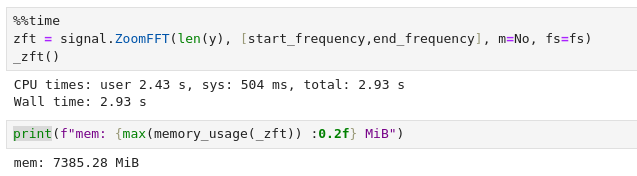 %%time
zft = signal.ZoomFFT(len(y), [start_frequency,end_frequency], m=No, fs=fs)
_zft()
CPU times: user 2.43 s, sys: 504 ms, total: 2.93 s
Wall time: 2.93 s
print(f"mem: {max(memory_usage(_zft)) :0.2f} MiB")
mem: 7385.28 MiB